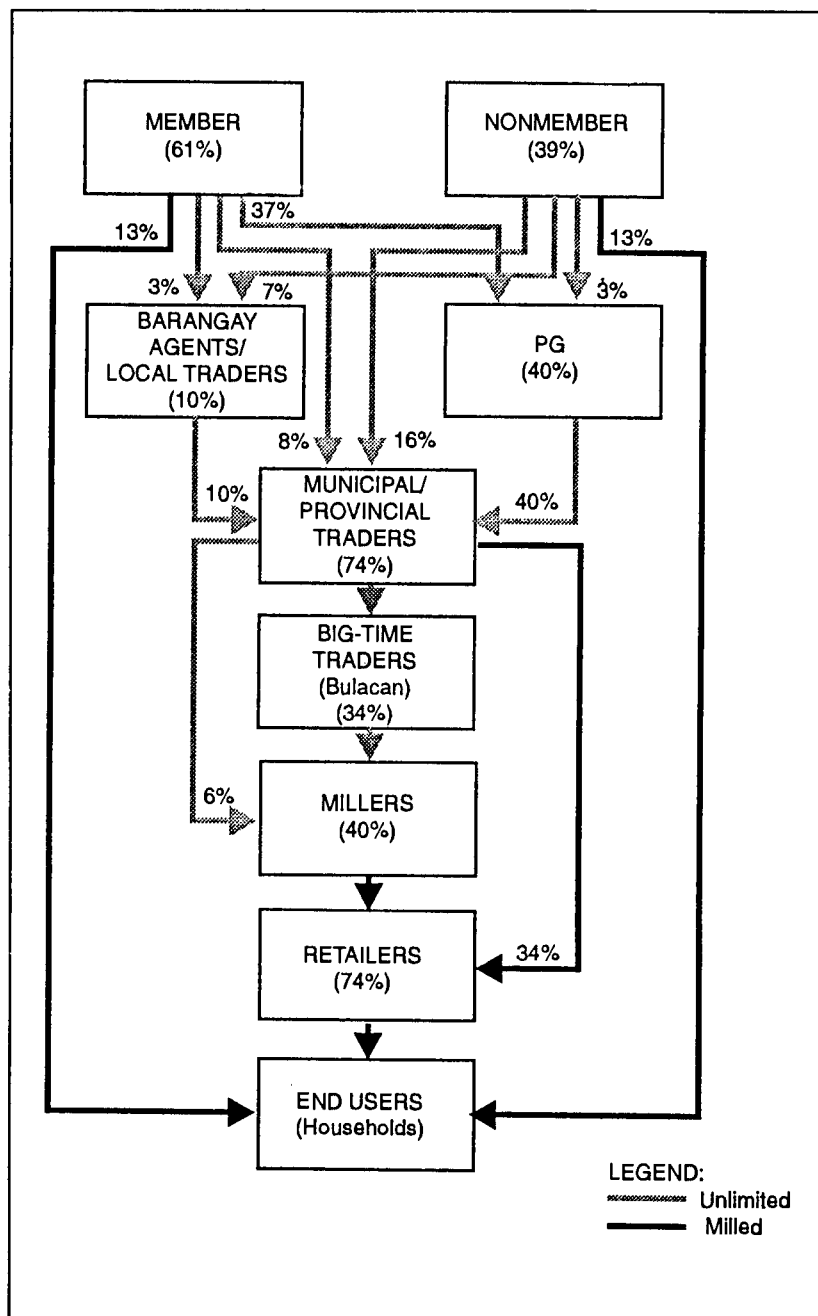 MEMBER
(61%)
NONMEMBER
(39%)
37%
13%
13%
3%
7%
3%
BARANGAY
AGENTS/
LOCAL TRADERS
(10%)
PG
(40%)
8%
16%
10%
40%
MUNICIPAL/
PROVINCIAL
TRADERS
(74%)
BIG-TIME
TRADERS
(Bulacan)
(34%)
6%
MILLERS
(40%)
RETAILERS
(74%)
34%
END USERS
(Households)
LEGEND:
Unlimited
Milled